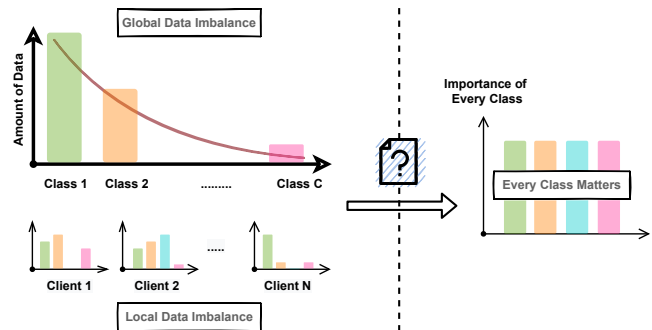 Global Data Imbalance
Amount of Data
Class 1
Class 2
.........
Class C
Client 1
Client 2
.....
Client N
Local Data Imbalance
?
Importance of
Every Class
Every Class Matters